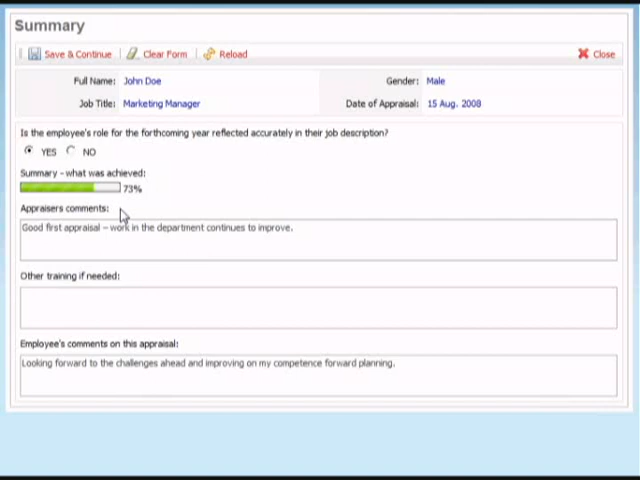 Summary
Save & Continue Clear Form Reload Close
Full Name: John Doe Gender: Male
Job Title: Marketing Manager Date of Appraisal: 15 Aug. 2008
Is the employee's role for the forthcoming year reflected accurately in their job description?
YES NO
Summary - what was achieved:
73%
Appraisers comments:
Good first appraisal – work in the department continues to improve.
Other training if needed:
Employee's comments on this appraisal:
Looking forward to the challenges ahead and improving on my competence forward planning.